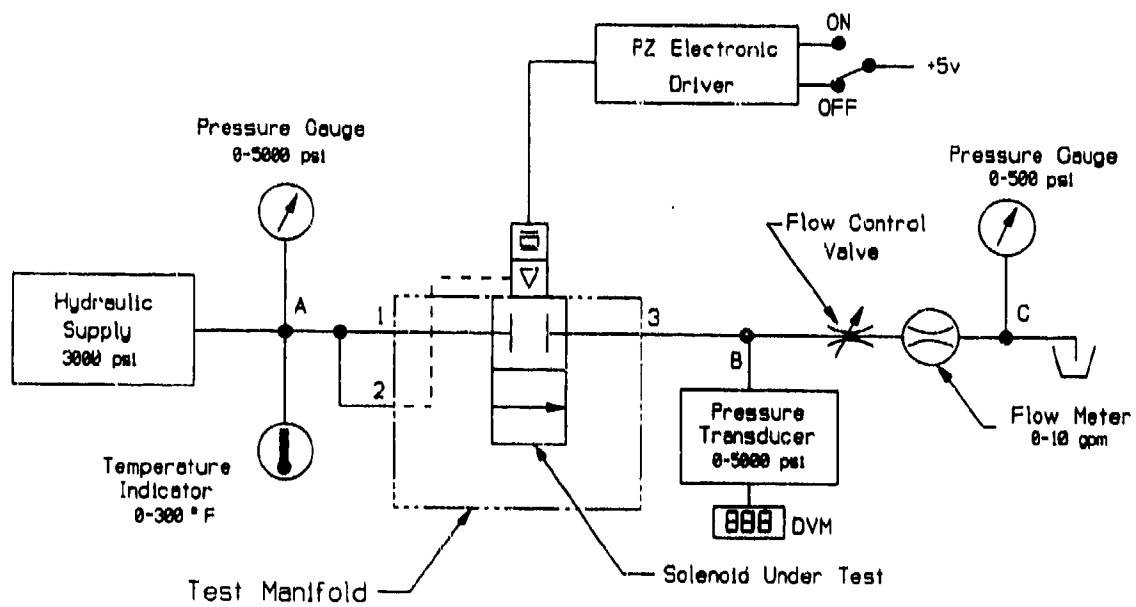 ON
PZ Electronic
Driver
+5v
OFF
Pressure Gauge
0-5000 psi
Pressure Gauge
0-500 psi
Flow Control
Valve
Hydraulic
Supply
3000 psi
A
1
2
3
B
C
Pressure
Transducer
0-5000 psi
Flow Meter
0-10 gpm
Temperature
Indicator
0-300 °F
888 DVM
Solenoid Under Test
Test Manifold